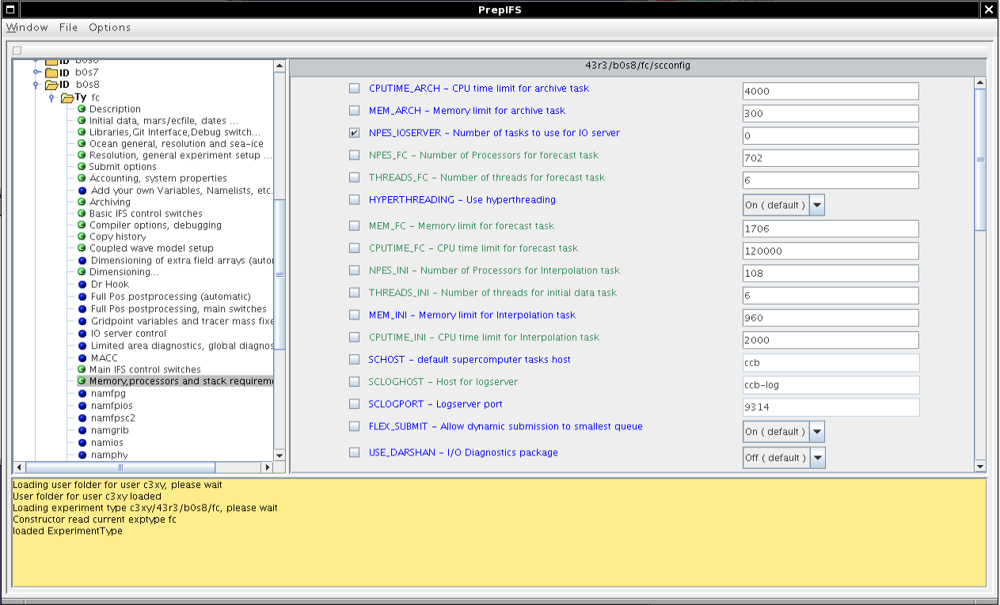 PrepIFS
Window File Options
ID b0s6
ID b0s7
ID b0s8
Ty fc
Description
Initial data, mars/ecfile, dates ...
Libraries,Git Interface,Debug switch...
Ocean general, resolution and sea-ice
Resolution, general experiment setup ...
Submit options
Accounting, system properties
Add your own Variables, Namelists, etc.
Archiving
Basic IFS control switches
Compiler options, debugging
Copy history
Coupled wave model setup
Dimensioning of extra field arrays (auto
Dimensioning...
Dr Hook
Full Pos postprocessing (automatic)
Full Pos postprocessing, main switches
Gridpoint variables and tracer mass fixe
IO server control
Limited area diagnostics, global diagnos
MACC
Main IFS control switches
Memory,processors and stack requirem
namfpg
namfpios
namfpsc2
namgrib
namios
namphy
43r3/b0s8/fc/scconfig
CPUTIME_ARCH - CPU time limit for archive task 4000
MEM_ARCH - Memory limit for archive task 300
NPES_IOSERVER - Number of tasks to use for IO server 0
NPES_FC - Number of Processors for forecast task 702
THREADS_FC - Number of threads for forecast task 6
HYPERTHREADING - Use hyperthreading On ( default )
MEM_FC - Memory limit for forecast task 1706
CPUTIME_FC - CPU time limit for forecast task 120000
NPES_INI - Number of Processors for Interpolation task 108
THREADS_INI - Number of threads for initial data task 6
MEM_INI - Memory limit for Interpolation task 960
CPUTIME_INI - CPU time limit for Interpolation task 2000
SCHOST - default supercomputer tasks host ccb
SCLOGHOST - Host for logserver ccb-log
SCLOGPORT - Logserver port 9314
FLEX_SUBMIT - Allow dynamic submission to smallest queue On ( default )
USE_DARSHAN - I/O Diagnostics package Off ( default )
Loading user folder for user c3xy, please wait
User folder for user c3xy loaded
Loading experiment type c3xy/43r3/b0s8/fc, please wait
Constructor read current exptype fc
loaded ExperimentType